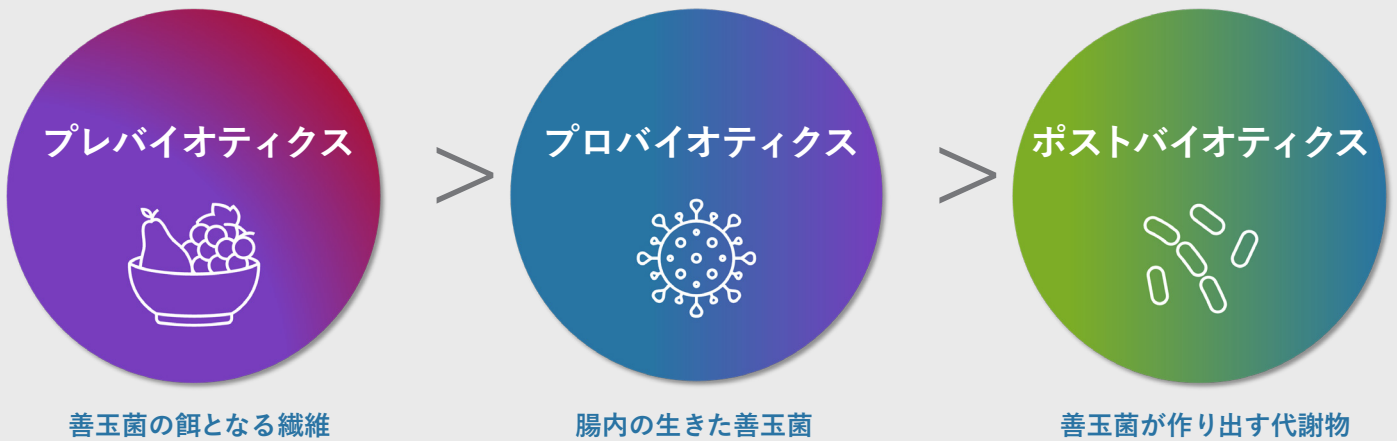 プレバイオティクス
>
プロバイオティクス
>
ポストバイオティクス
善玉菌の餌となる繊維
腸内の生きた善玉菌
善玉菌が作り出す代謝物